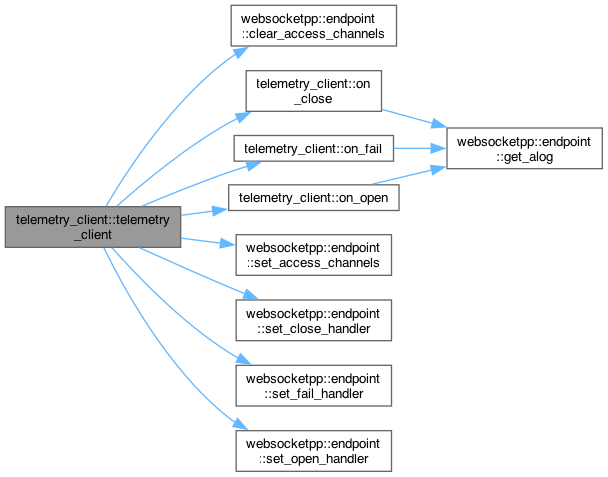 websocketpp::endpoint
::clear_access_channels
telemetry_client::on
_close
telemetry_client::on_fail
websocketpp::endpoint
::get_alog
telemetry_client::on_open
telemetry_client::telemetry
_client
websocketpp::endpoint
::set_access_channels
websocketpp::endpoint
::set_close_handler
websocketpp::endpoint
::set_fail_handler
websocketpp::endpoint
::set_open_handler